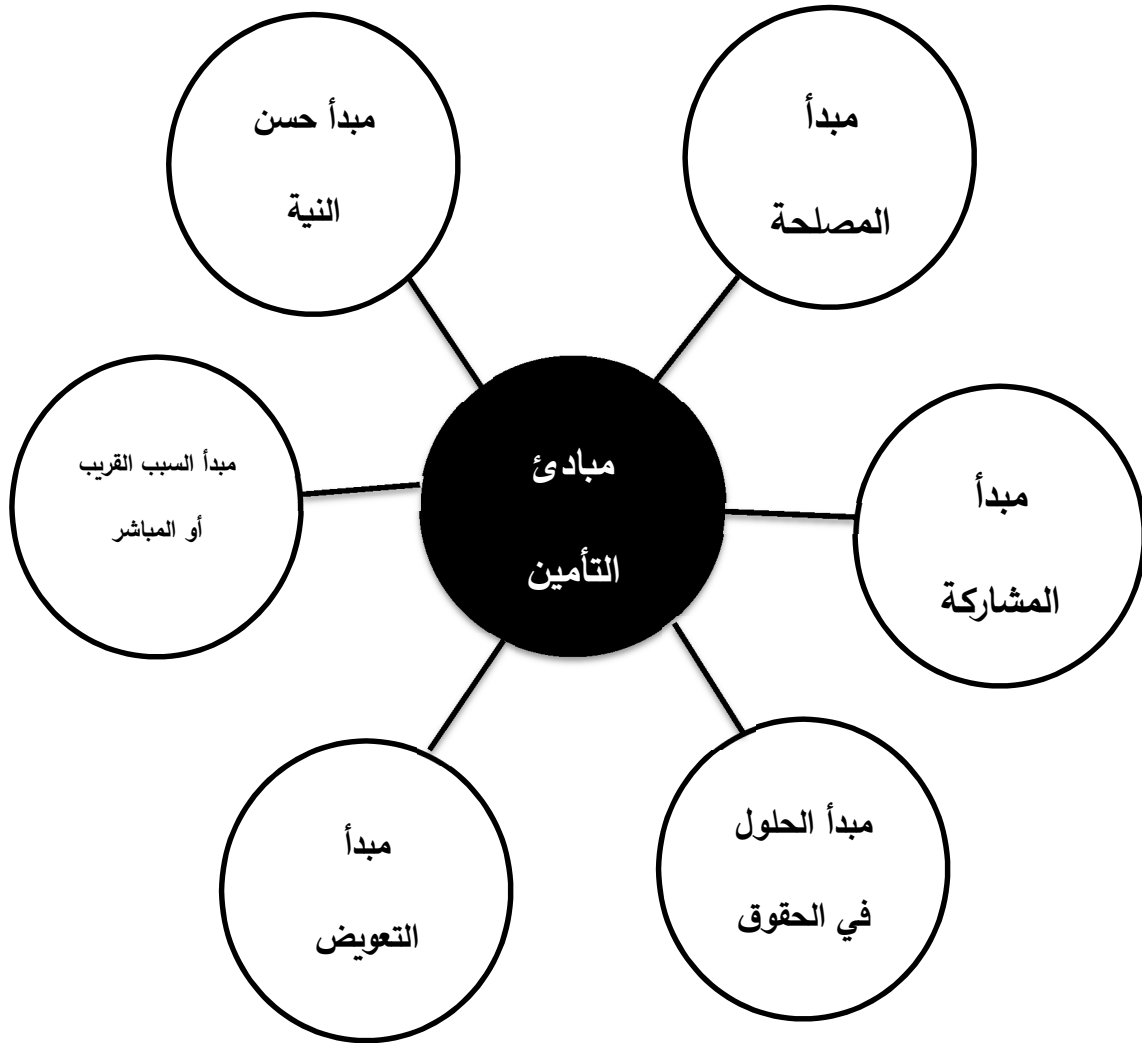 مبدأ
المصلحة
مبدأ حسن
النية
مبدأ
المشاركة
مبادئ
التأمين
مبدأ السبب القريب
أو المباشر
مبدأ الحلول
في الحقوق
مبدأ
التعويض